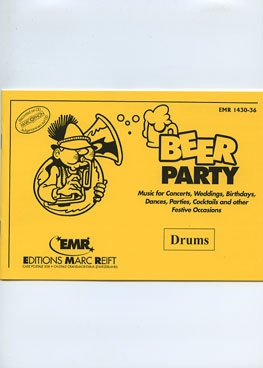 EMR 1430-36
BEER
PARTY
Music for Concerts, Weddings, Birthdays,
Dances, Parties, Cocktails and other
Festive Occasions
Drums
EMR
EDITIONS MARC REIFT